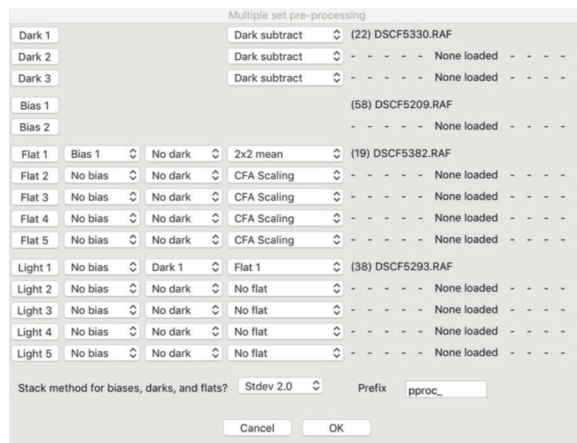 Multiple set pre-processing
Dark 1 Dark subtract (22) DSCF5330.RAF
Dark 2 Dark subtract - - - - - None loaded - - - -
Dark 3 Dark subtract - - - - - None loaded - - - -
Bias 1 (58) DSCF5209.RAF
Bias 2 - - - - - None loaded - - - -
Flat 1 Bias 1 No dark 2x2 mean (19) DSCF5382.RAF
Flat 2 No bias No dark CFA Scaling - - - - - None loaded - - - -
Flat 3 No bias No dark CFA Scaling - - - - - None loaded - - - -
Flat 4 No bias No dark CFA Scaling - - - - - None loaded - - - -
Flat 5 No bias No dark CFA Scaling - - - - - None loaded - - - -
Light 1 No bias Dark 1 Flat 1 (38) DSCF5293.RAF
Light 2 No bias No dark No flat - - - - - None loaded - - - -
Light 3 No bias No dark No flat - - - - - None loaded - - - -
Light 4 No bias No dark No flat - - - - - None loaded - - - -
Light 5 No bias No dark No flat - - - - - None loaded - - - -
Stack method for biases, darks, and flats? Stdev 2.0 Prefix pproc_
Cancel OK